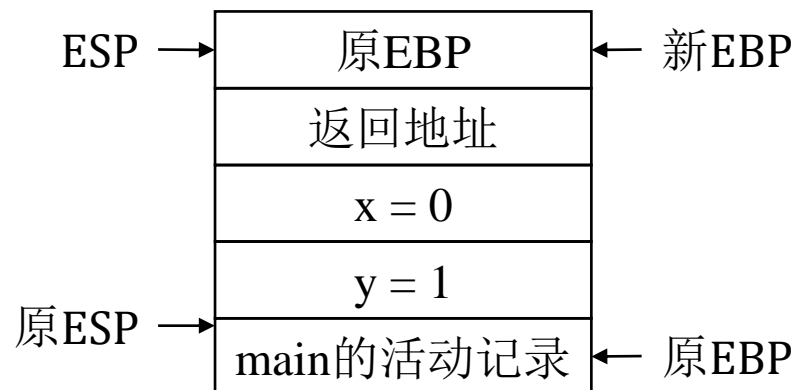 ESP
原EBP
新EBP
返回地址
x = 0
y = 1
原ESP
main的活动记录
原EBP